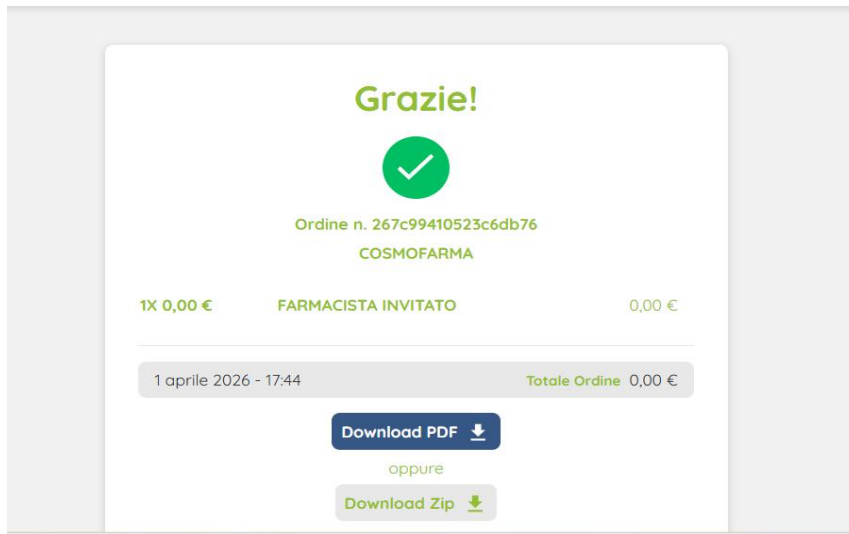 Grazie!
Ordine n. 267c99410523c6db76
COSMOFARMA
1X 0,00 € FARMACISTA INVITATO 0,00 €
1 aprile 2026 - 17:44 Totale Ordine 0,00 €
Download PDF
oppure
Download Zip